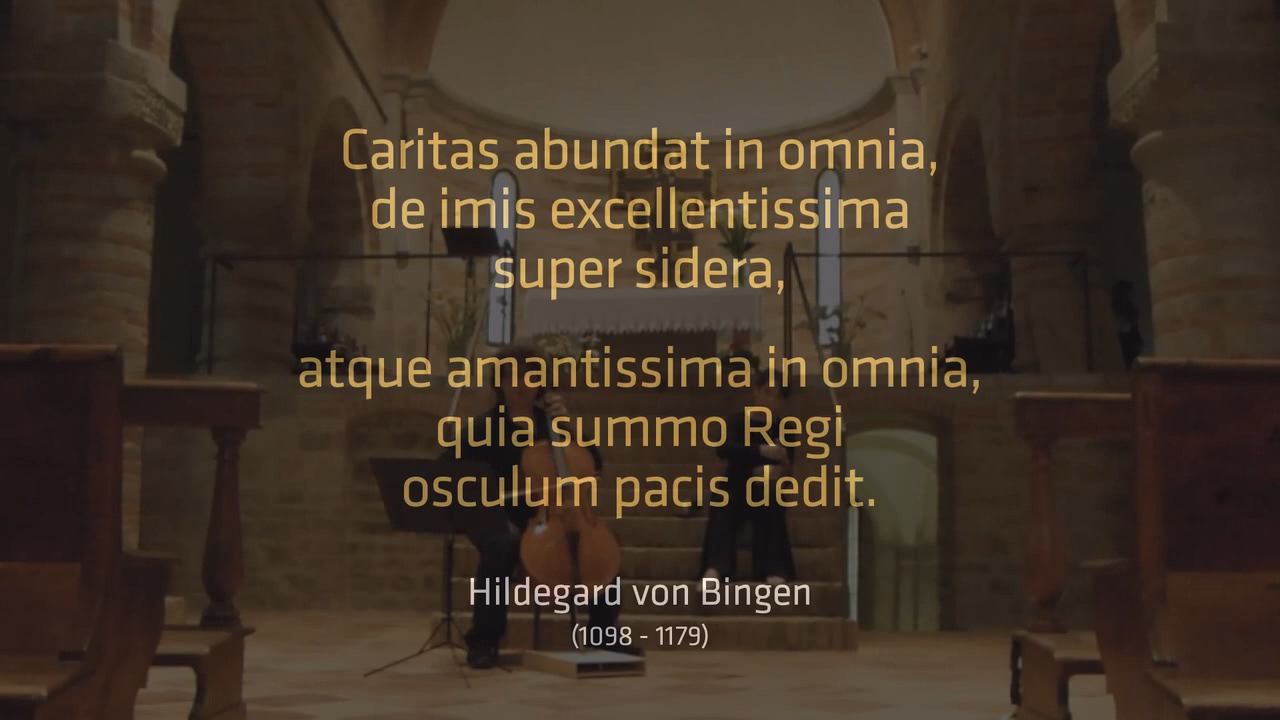 Caritas abundat in omnia,
de imis excellentissima
super sidera,
atque amantissima in omnia,
quia summo Regi
osculum pacis dedit.
Hildegard von Bingen
(1098 - 1179)